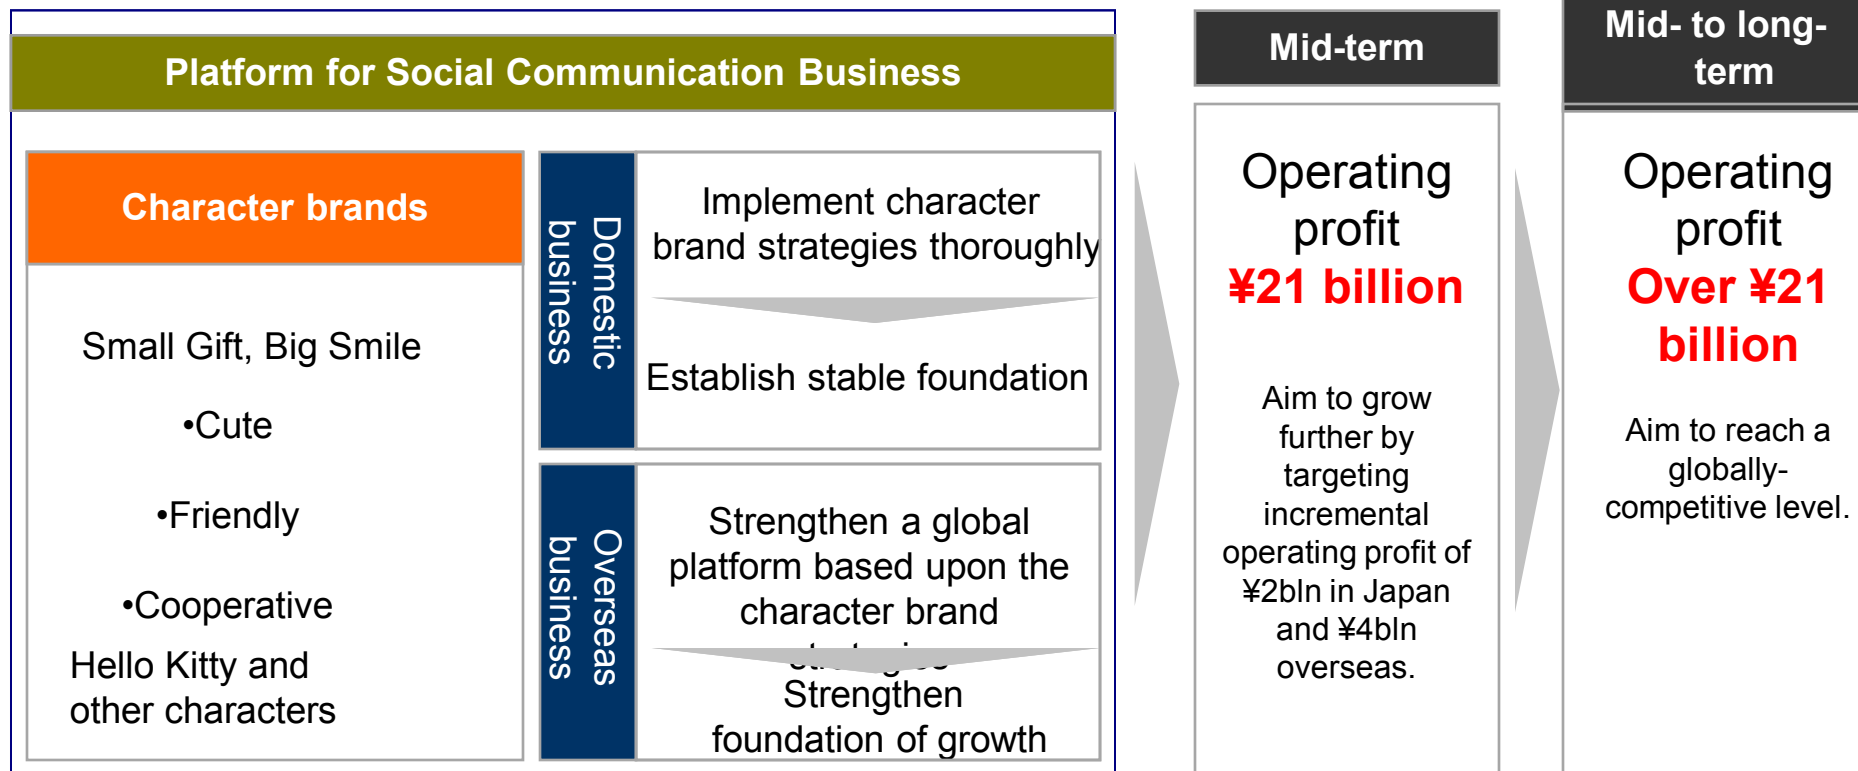 Platform for Social Communication Business
Character brands
Small Gift, Big Smile
•Cute
•Friendly
•Cooperative
Hello Kitty and
other characters
Domestic
business
Implement character
brand strategies thoroughly
Establish stable foundation
Overseas
business
Strengthen a global
platform based upon the
character brand
Strengthen
foundation of growth
Mid-term
Operating
profit
¥21 billion
Aim to grow
further by
targeting
incremental
operating profit of
¥2bln in Japan
and ¥4bln
overseas.
Mid- to long-
term
Operating
profit
Over ¥21
billion
Aim to reach a
globally-
competitive level.